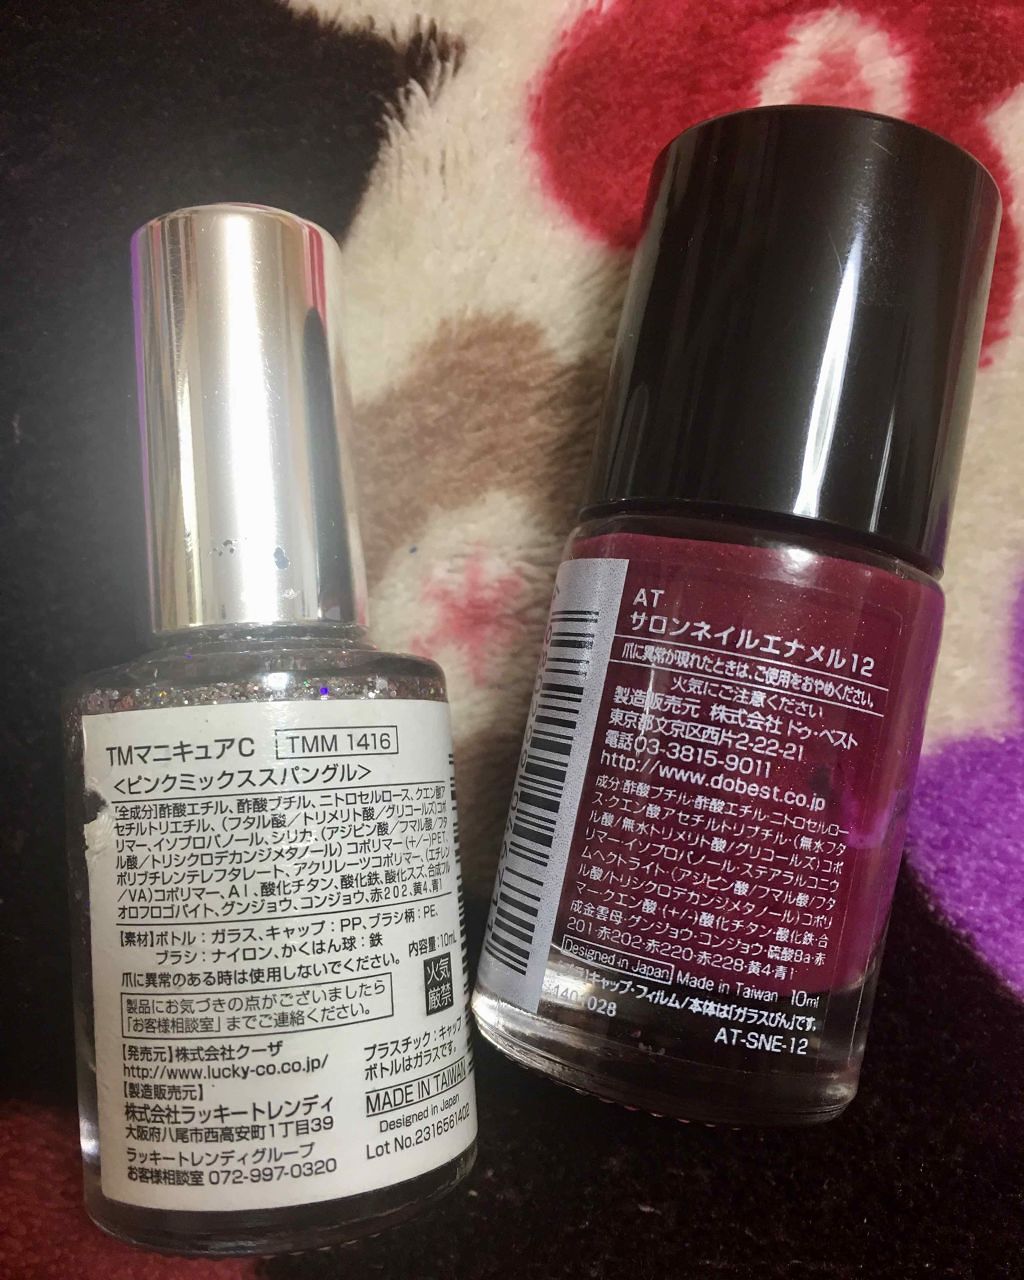 TMマニキュアC TMM 1416
<ピンクミックススパングル>
[全成分]酢酸エチル、酢酸ブチル、ニトロセルロース、クエン酸ア
セチルトリエチル、(フタル酸/トリメリト酸/グリコールズ)コポ
リマー、イソプロパノール、シリカ、(アジピン酸/フマル酸/フタ
ル酸/トリシクロデカンジメタノール)コポリマー(+/-)PET、
ポリブチレンテレフタレート、アクリレーツコポリマー、(エチレン
/VA)コポリマー、AI、酸化チタン、酸化鉄、酸化スズ、合成フル
オロフロゴパイト、グンジョウ、コンジョウ、赤202、黄4、青1
【素材】ボトル:ガラス、キャップ:PP、ブラシ柄:PE、
ブラシ:ナイロン、かくはん球:鉄
内容量:10mL
爪に異常のある時は使用しないでください。
火気
厳禁
製品にお気づきの点がございましたら
「お客様相談室」までご連絡ください。
【発売元】株式会社クーザ
http://www.lucky-co.co.jp/
【製造販売元】
株式会社ラッキートレンディ
大阪府八尾市西高安町1丁目39
ラッキートレンディグループ
お客様相談室 072-997-0320
プラスチック:キャップ
ボトルはガラスです。
MADE IN TAIWAN
Designed in Japan
Lot No.2316561402
AT
サロンネイルエナメル12
爪に異常が現れたときは、ご使用をおやめください。
火気にご注意ください
製造販売元 株式会社 ドゥ・ベスト
東京都文京区西片2-22-21
電話03-3815-9011
http://www.dobest.co.jp
成分:酢酸ブチル・酢酸エチル・ニトロセルロー
ス・クエン酸アセチルトリブチル・(無水フタ
ル酸/無水トリメリト酸/グリコールズ)コポ
リマー・イソプロパノール・ステアラルコニウ
ムヘクトライト・(アジピン酸/フマル酸/フタ
ル酸/トリシクロデカンジメタノール)コポリ
マー・クエン酸・(+/-)酸化チタン・酸化鉄・合
成金雲母・グンジョウ・コンジョウ・硫酸Ba・赤
201・赤202・赤220・赤228・黄4・青1
Designed in Japan Made in Taiwan 10ml
キャップ・フィルム/本体は「ガラスびん」です。
028
AT-SNE-12